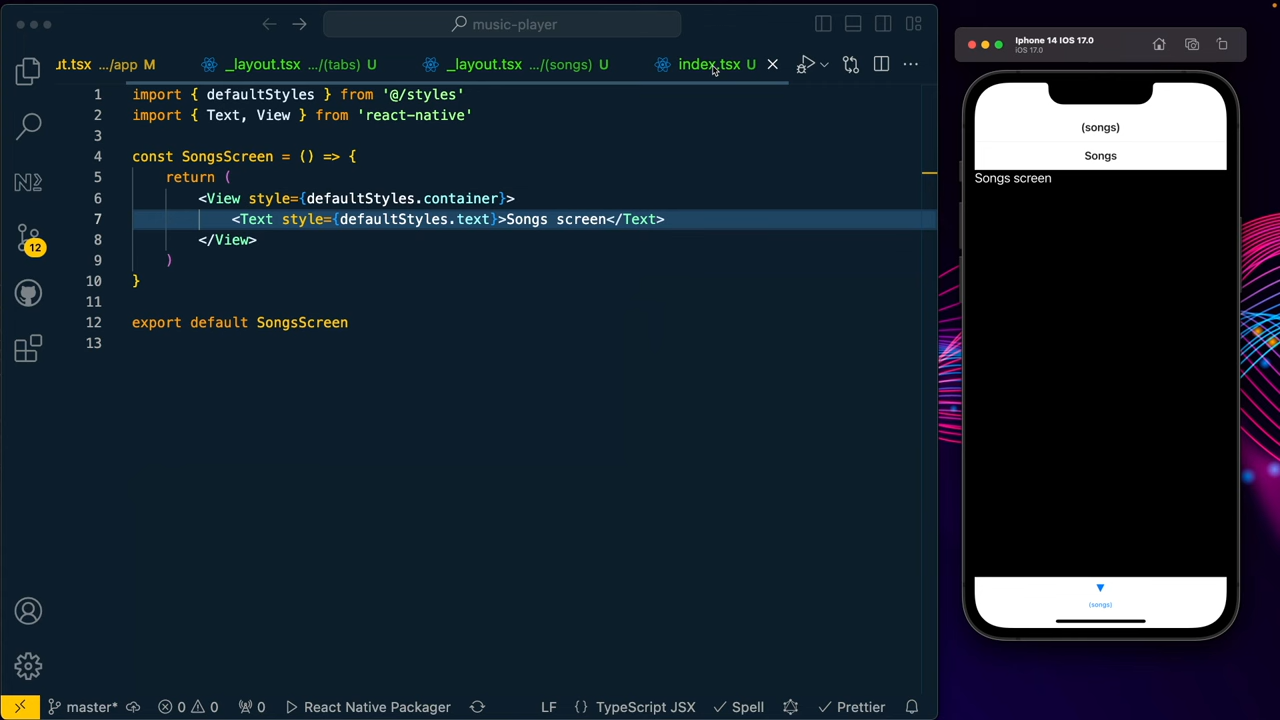 music-player
ut.tsx .../app M
_layout.tsx .../(tabs) U
_layout.tsx .../(songs) U
index.tsx U
1 import { defaultStyles } from '@/styles'
2 import { Text, View } from 'react-native'
3
4 const SongsScreen = () => {
5 return (
6 <View style={defaultStyles.container}>
7 <Text style={defaultStyles.text}>Songs screen</Text>
8 </View>
9 )
10 }
11
12 export default SongsScreen
13
12
master*
0 0
0
React Native Packager
LF
{} TypeScript JSX
Spell
Prettier
Iphone 14 IOS 17.0
iOS 17.0
(songs)
Songs
Songs screen
(songs)